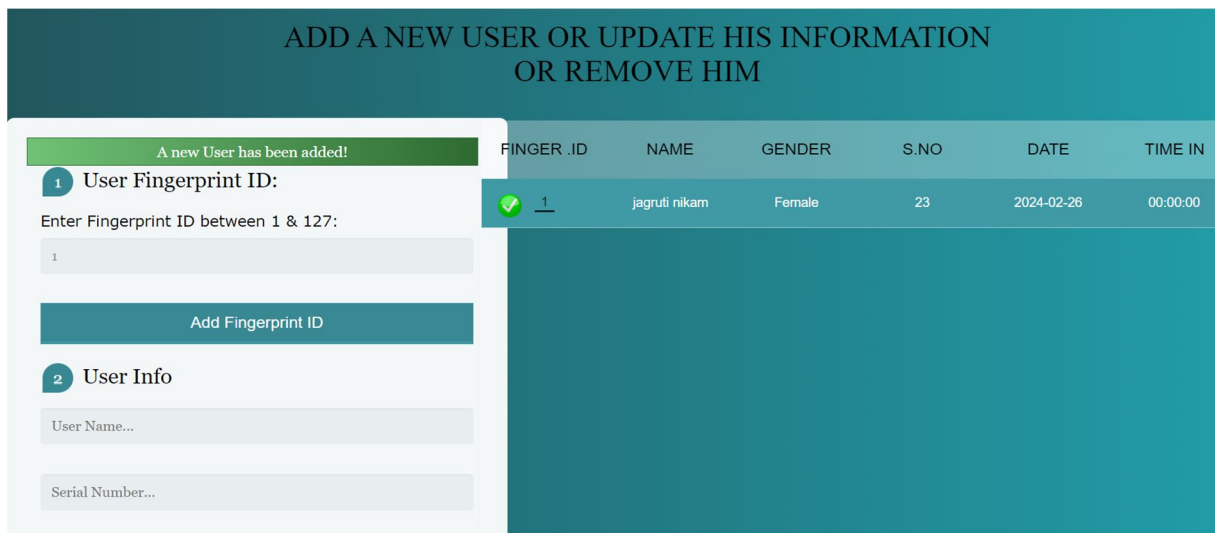 ADD A NEW USER OR UPDATE HIS INFORMATION
OR REMOVE HIM
A new User has been added!
1 User Fingerprint ID:
Enter Fingerprint ID between 1 & 127:
1
Add Fingerprint ID
2 User Info
User Name...
Serial Number...
FINGER .ID NAME GENDER S.NO DATE TIME IN
1 jagruti nikam Female 23 2024-02-26 00:00:00